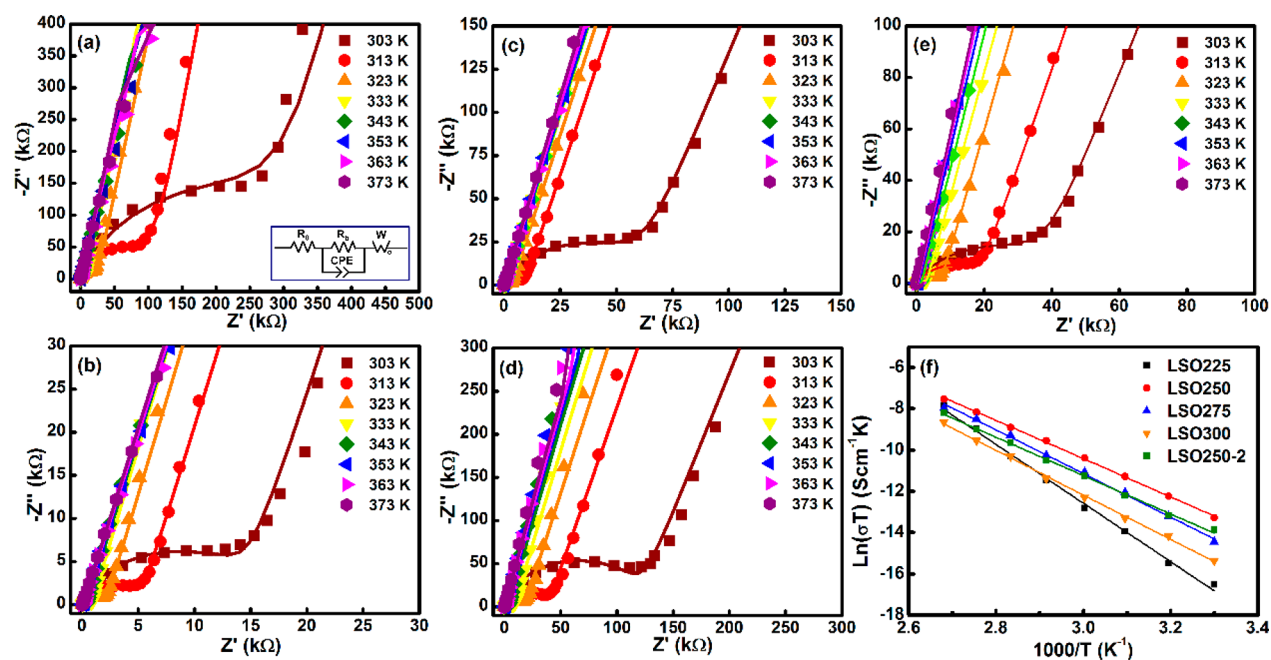 (a)
400
350
300
250
200
150
100
50
0
-Z'' (kΩ)
303 K
313 K
323 K
333 K
343 K
353 K
363 K
373 K
R₀
R_b
W
CPE
0 50 100 150 200 250 300 350 400 450 500
Z' (kΩ)
(c)
150
125
100
75
50
25
0
-Z'' (kΩ)
303 K
313 K
323 K
333 K
343 K
353 K
363 K
373 K
0 25 50 75 100 125 150
Z' (kΩ)
(e)
100
80
60
40
20
0
-Z'' (kΩ)
303 K
313 K
323 K
333 K
343 K
353 K
363 K
373 K
0 20 40 60 80 100
Z' (kΩ)
(b)
30
25
20
15
10
5
0
-Z'' (kΩ)
303 K
313 K
323 K
333 K
343 K
353 K
363 K
373 K
0 5 10 15 20 25 30
Z' (kΩ)
(d)
300
250
200
150
100
50
0
-Z'' (kΩ)
303 K
313 K
323 K
333 K
343 K
353 K
363 K
373 K
0 50 100 150 200 250 300
Z' (kΩ)
(f)
-6
-8
-10
-12
-14
-16
-18
Ln(σT) (Scm⁻¹K)
LSO225
LSO250
LSO275
LSO300
LSO250-2
2.6 2.8 3.0 3.2 3.4
1000/T (K⁻¹)